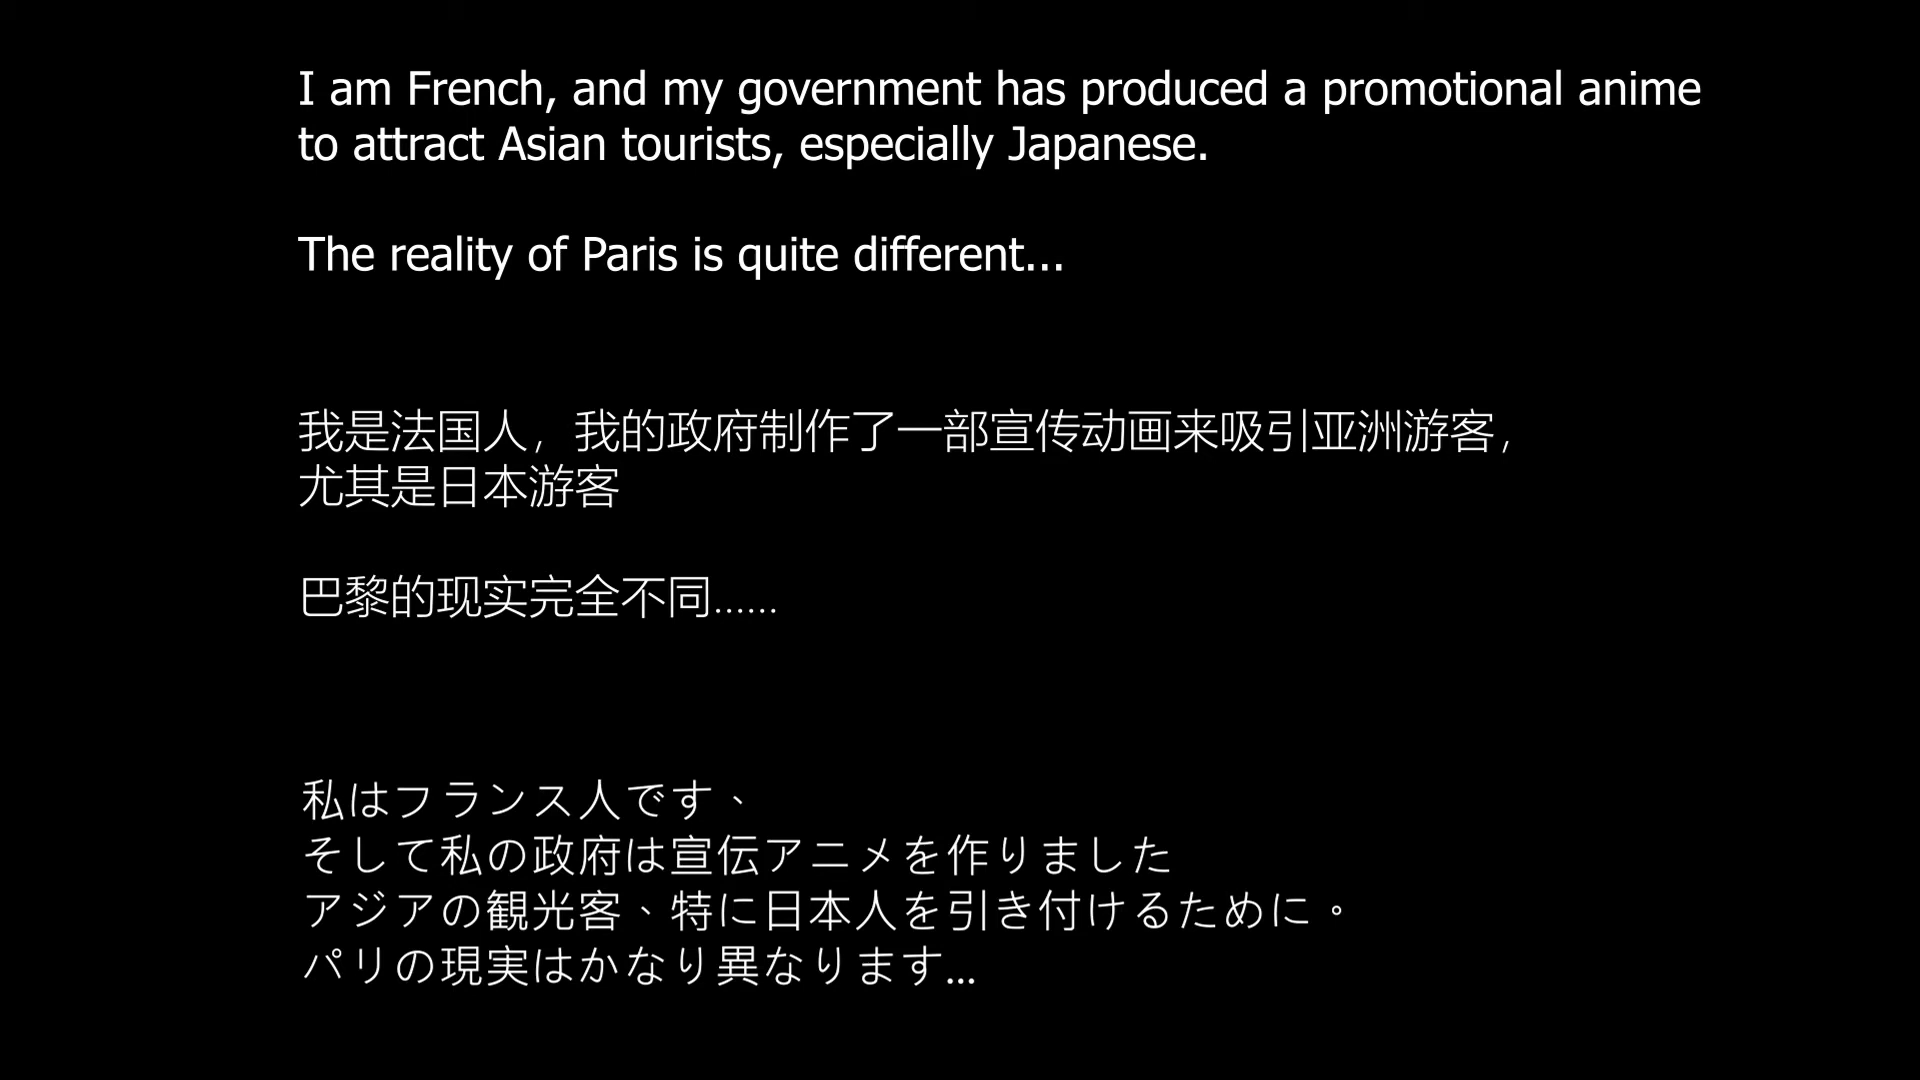 I am French, and my government has produced a promotional anime
to attract Asian tourists, especially Japanese.
The reality of Paris is quite different...
我是法国人，我的政府制作了一部宣传动画来吸引亚洲游客，
尤其是日本游客
巴黎的现实完全不同......
私はフランス人です、
そして私の政府は宣伝アニメを作りました
アジアの観光客、特に日本人を引き付けるために。
パリの現実はかなり異なります...